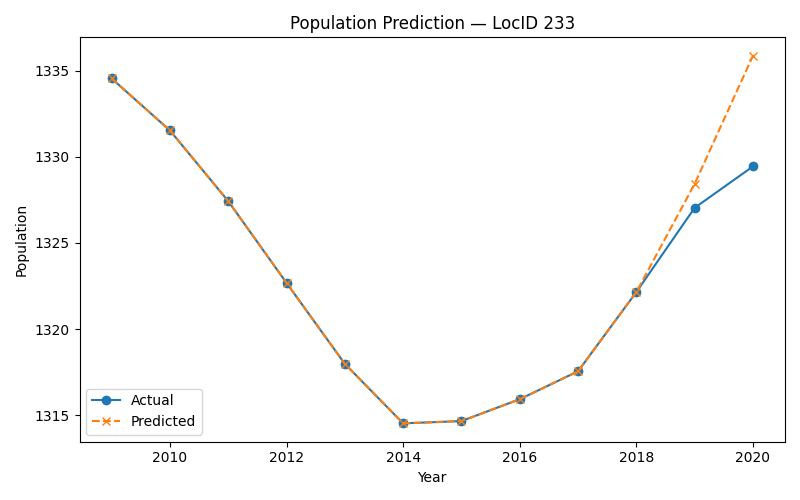 Population Prediction — LocID 233
Population
1335
1330
1325
1320
1315
Actual
Predicted
2010 2012 2014 2016 2018 2020
Year